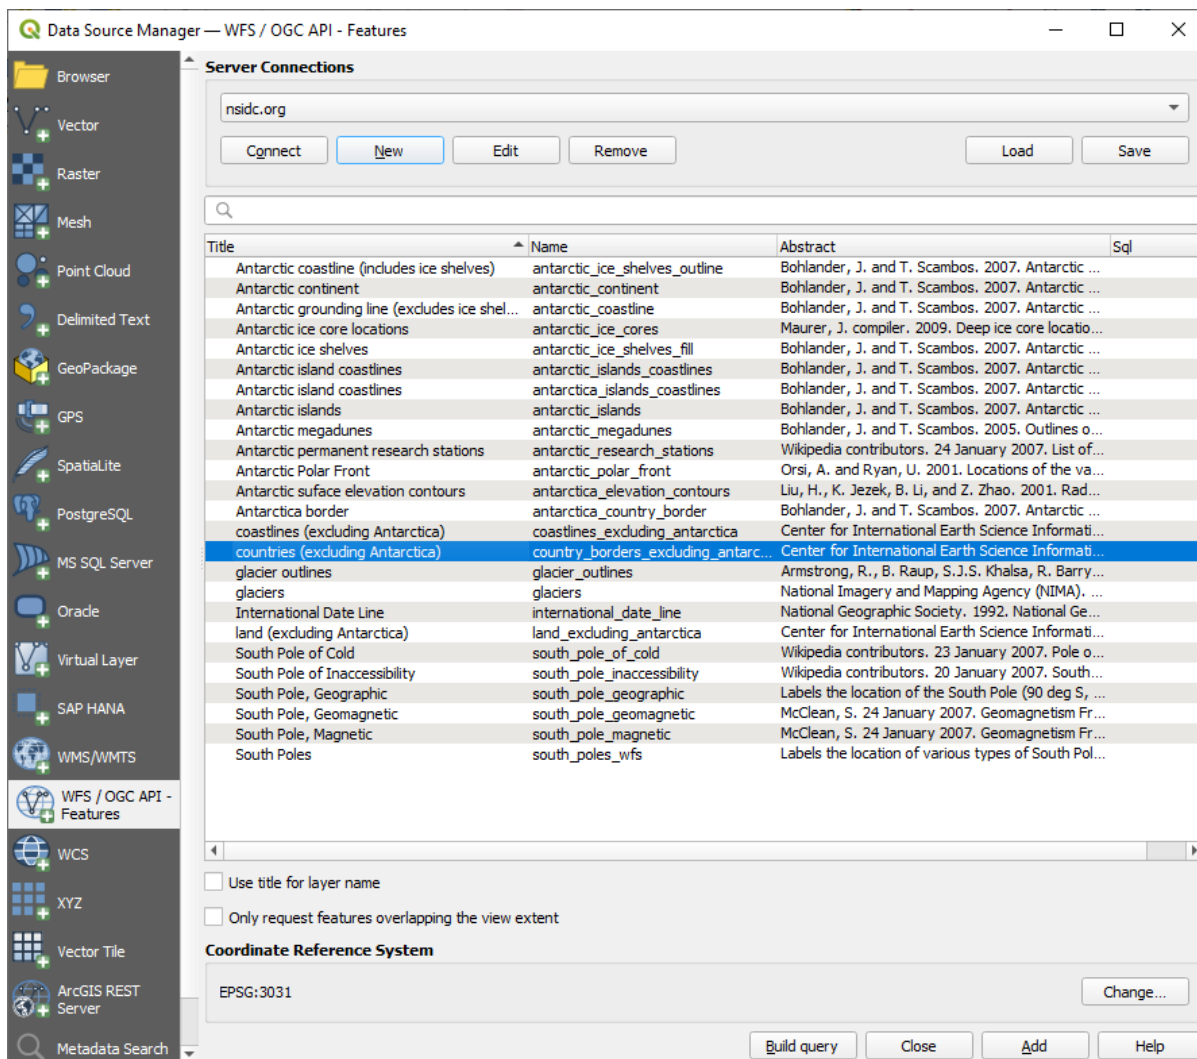 Data Source Manager — WFS / OGC API - Features
Browser
Vector
Raster
Mesh
Point Cloud
Delimited Text
GeoPackage
GPS
SpatiaLite
PostgreSQL
MS SQL Server
Oracle
Virtual Layer
SAP HANA
WMS/WMTS
WFS / OGC API -
Features
WCS
XYZ
Vector Tile
ArcGIS REST
Server
Metadata Search
Server Connections
nsidc.org
Connect New Edit Remove Load Save
Title Name Abstract Sql
Antarctic coastline (includes ice shelves) antarctic_ice_shelves_outline Bohlander, J. and T. Scambos. 2007. Antarctic ...
Antarctic continent antarctic_continent Bohlander, J. and T. Scambos. 2007. Antarctic ...
Antarctic grounding line (excludes ice shel... antarctic_coastline Bohlander, J. and T. Scambos. 2007. Antarctic ...
Antarctic ice core locations antarctic_ice_cores Maurer, J. compiler. 2009. Deep ice core locatio...
Antarctic ice shelves antarctic_ice_shelves_fill Bohlander, J. and T. Scambos. 2007. Antarctic ...
Antarctic island coastlines antarctic_islands_coastlines Bohlander, J. and T. Scambos. 2007. Antarctic ...
Antarctic island coastlines antarctica_islands_coastlines Bohlander, J. and T. Scambos. 2007. Antarctic ...
Antarctic islands antarctic_islands Bohlander, J. and T. Scambos. 2007. Antarctic ...
Antarctic megadunes antarctic_megadunes Bohlander, J. and T. Scambos. 2005. Outlines o...
Antarctic permanent research stations antarctic_research_stations Wikipedia contributors. 24 January 2007. List of...
Antarctic Polar Front antarctic_polar_front Orsi, A. and Ryan, U. 2001. Locations of the va...
Antarctic suface elevation contours antarctica_elevation_contours Liu, H., K. Jezek, B. Li, and Z. Zhao. 2001. Rad...
Antarctica border antarctica_country_border Bohlander, J. and T. Scambos. 2007. Antarctic ...
coastlines (excluding Antarctica) coastlines_excluding_antarctica Center for International Earth Science Informati...
countries (excluding Antarctica) country_borders_excluding_antarc... Center for International Earth Science Informati...
glacier outlines glacier_outlines Armstrong, R., B. Raup, S.J.S. Khalsa, R. Barry...
glaciers glaciers National Imagery and Mapping Agency (NIMA). ...
International Date Line international_date_line National Geographic Society. 1992. National Ge...
land (excluding Antarctica) land_excluding_antarctica Center for International Earth Science Informati...
South Pole of Cold south_pole_of_cold Wikipedia contributors. 23 January 2007. Pole o...
South Pole of Inaccessibility south_pole_inaccessibility Wikipedia contributors. 20 January 2007. South...
South Pole, Geographic south_pole_geographic Labels the location of the South Pole (90 deg S, ...
South Pole, Geomagnetic south_pole_geomagnetic McClean, S. 24 January 2007. Geomagnetism Fr...
South Pole, Magnetic south_pole_magnetic McClean, S. 24 January 2007. Geomagnetism Fr...
South Poles south_poles_wfs Labels the location of various types of South Pol...
Use title for layer name
Only request features overlapping the view extent
Coordinate Reference System
EPSG:3031 Change...
Build query Close Add Help